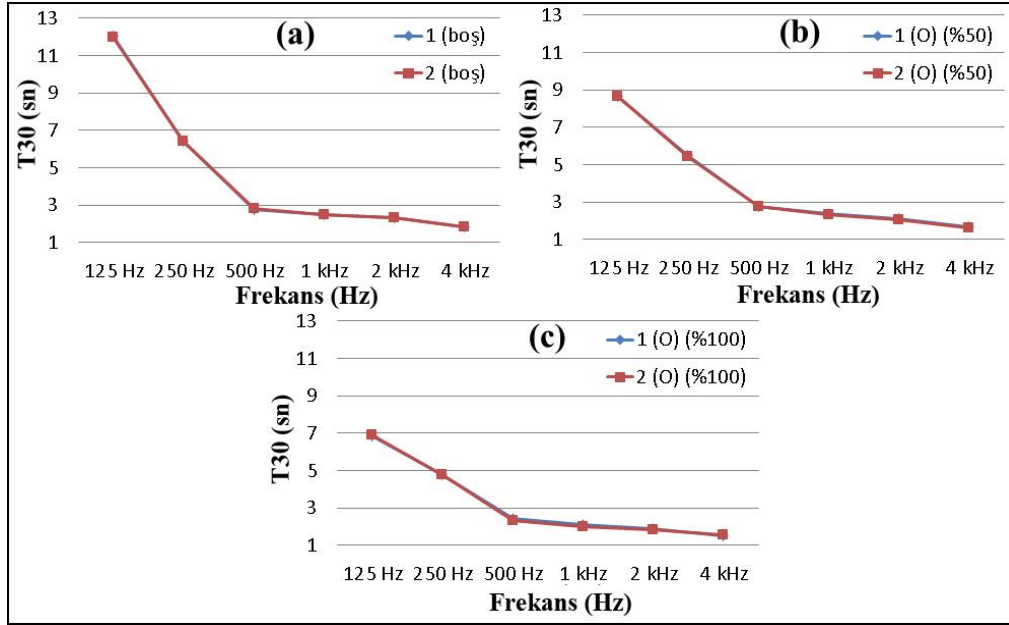 (a)
1 (boş)
2 (boş)
T30 (sn)
13
11
9
7
5
3
1
125 Hz 250 Hz 500 Hz 1 kHz 2 kHz 4 kHz
Frekans (Hz)
(b)
1 (O) (%50)
2 (O) (%50)
T30 (sn)
13
11
9
7
5
3
1
125 Hz 250 Hz 500 Hz 1 kHz 2 kHz 4 kHz
Frekans (Hz)
(c)
1 (O) (%100)
2 (O) (%100)
T30 (sn)
13
11
9
7
5
3
1
125 Hz 250 Hz 500 Hz 1 kHz 2 kHz 4 kHz
Frekans (Hz)